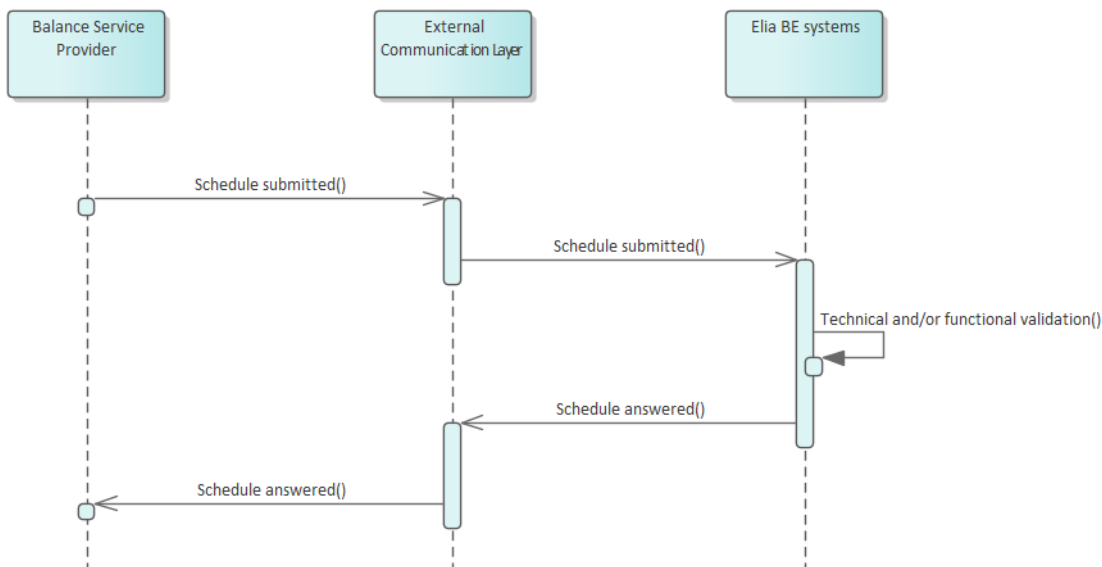 Balance Service
Provider
External
Communication Layer
Elia BE systems
Schedule submitted()
Schedule submitted()
Technical and/or functional validation()
Schedule answered()
Schedule answered()